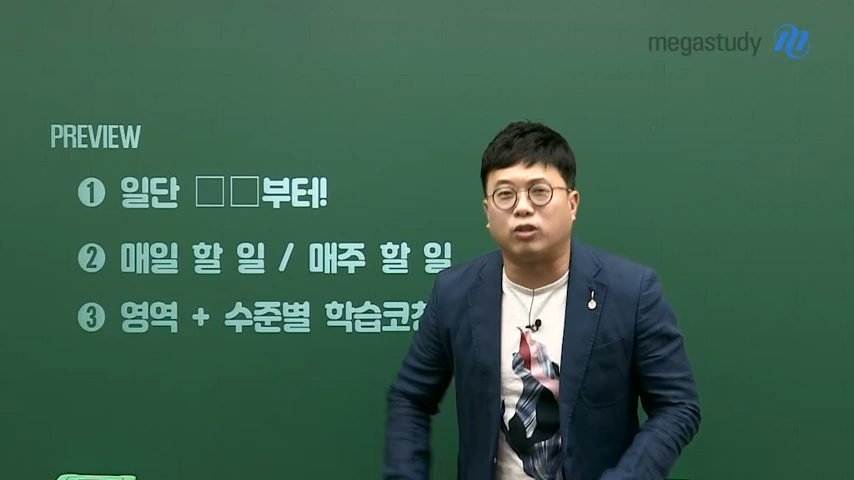 megastudy
PREVIEW
① 일단 □□부터!
② 매일 할 일 / 매주 할 일
③ 영역 + 수준별 학습코칭